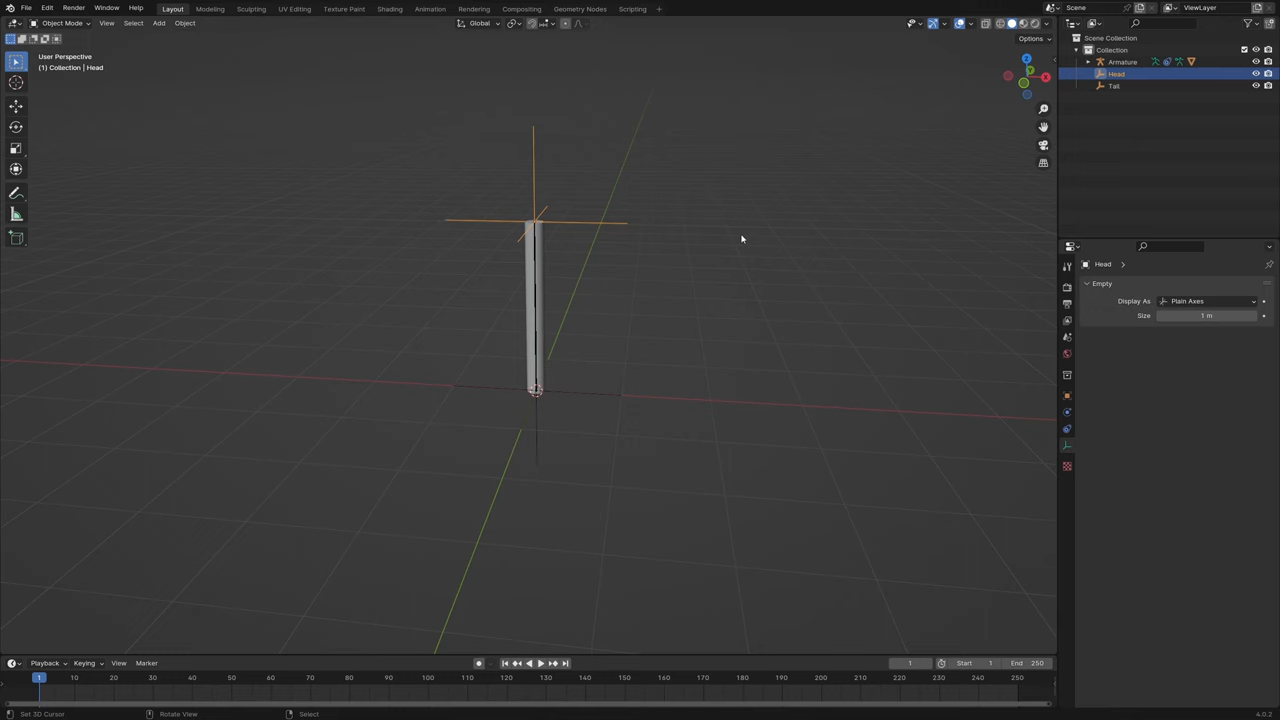 File Edit Render Window Help Layout Modeling Sculpting UV Editing Texture Paint Shading Animation Rendering Compositing Geometry Nodes Scripting Scene ViewLayer
Object Mode View Select Add Object Global
Options
User Perspective
(1) Collection | Head
Z
Y
X
Scene Collection
Collection
Armature
Head
Tail
Head
Empty
Display As Plain Axes
Size 1 m
Playback Keying View Marker 1 Start 1 End 250
1 10 20 30 40 50 60 70 80 90 100 110 120 130 140 150 160 170 180 190 200 210 220 230 240 250
Set 3D Cursor Rotate View Select 4.0.2